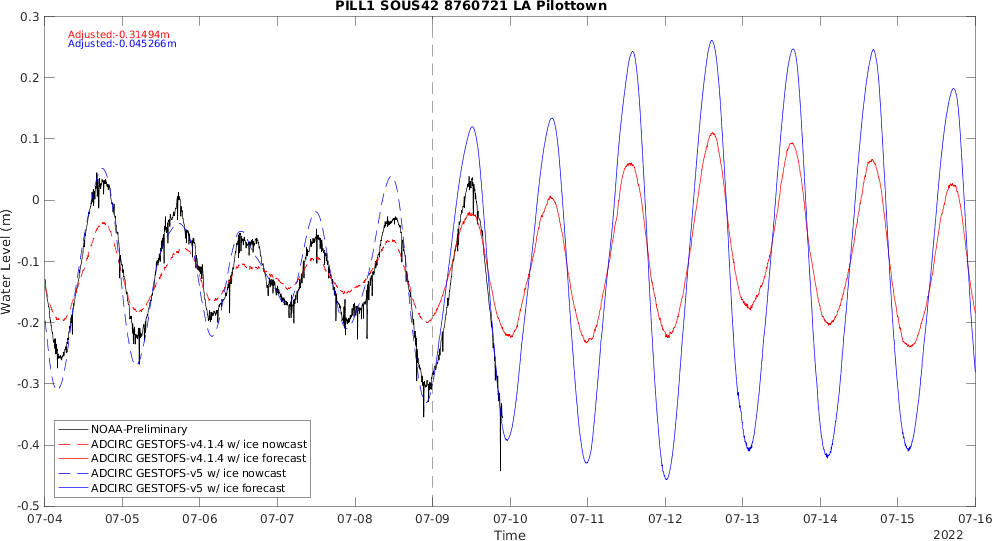 PILL1 SOUS42 8760721 LA Pilottown
Adjusted:-0.31494m
Adjusted:-0.045266m
0.3
0.2
0.1
0
-0.1
-0.2
-0.3
-0.4
-0.5
Water Level (m)
NOAA-Preliminary
ADCIRC GESTOFS-v4.1.4 w/ ice nowcast
ADCIRC GESTOFS-v4.1.4 w/ ice forecast
ADCIRC GESTOFS-v5 w/ ice nowcast
ADCIRC GESTOFS-v5 w/ ice forecast
07-04 07-05 07-06 07-07 07-08 07-09 07-10 07-11 07-12 07-13 07-14 07-15 07-16
Time
2022